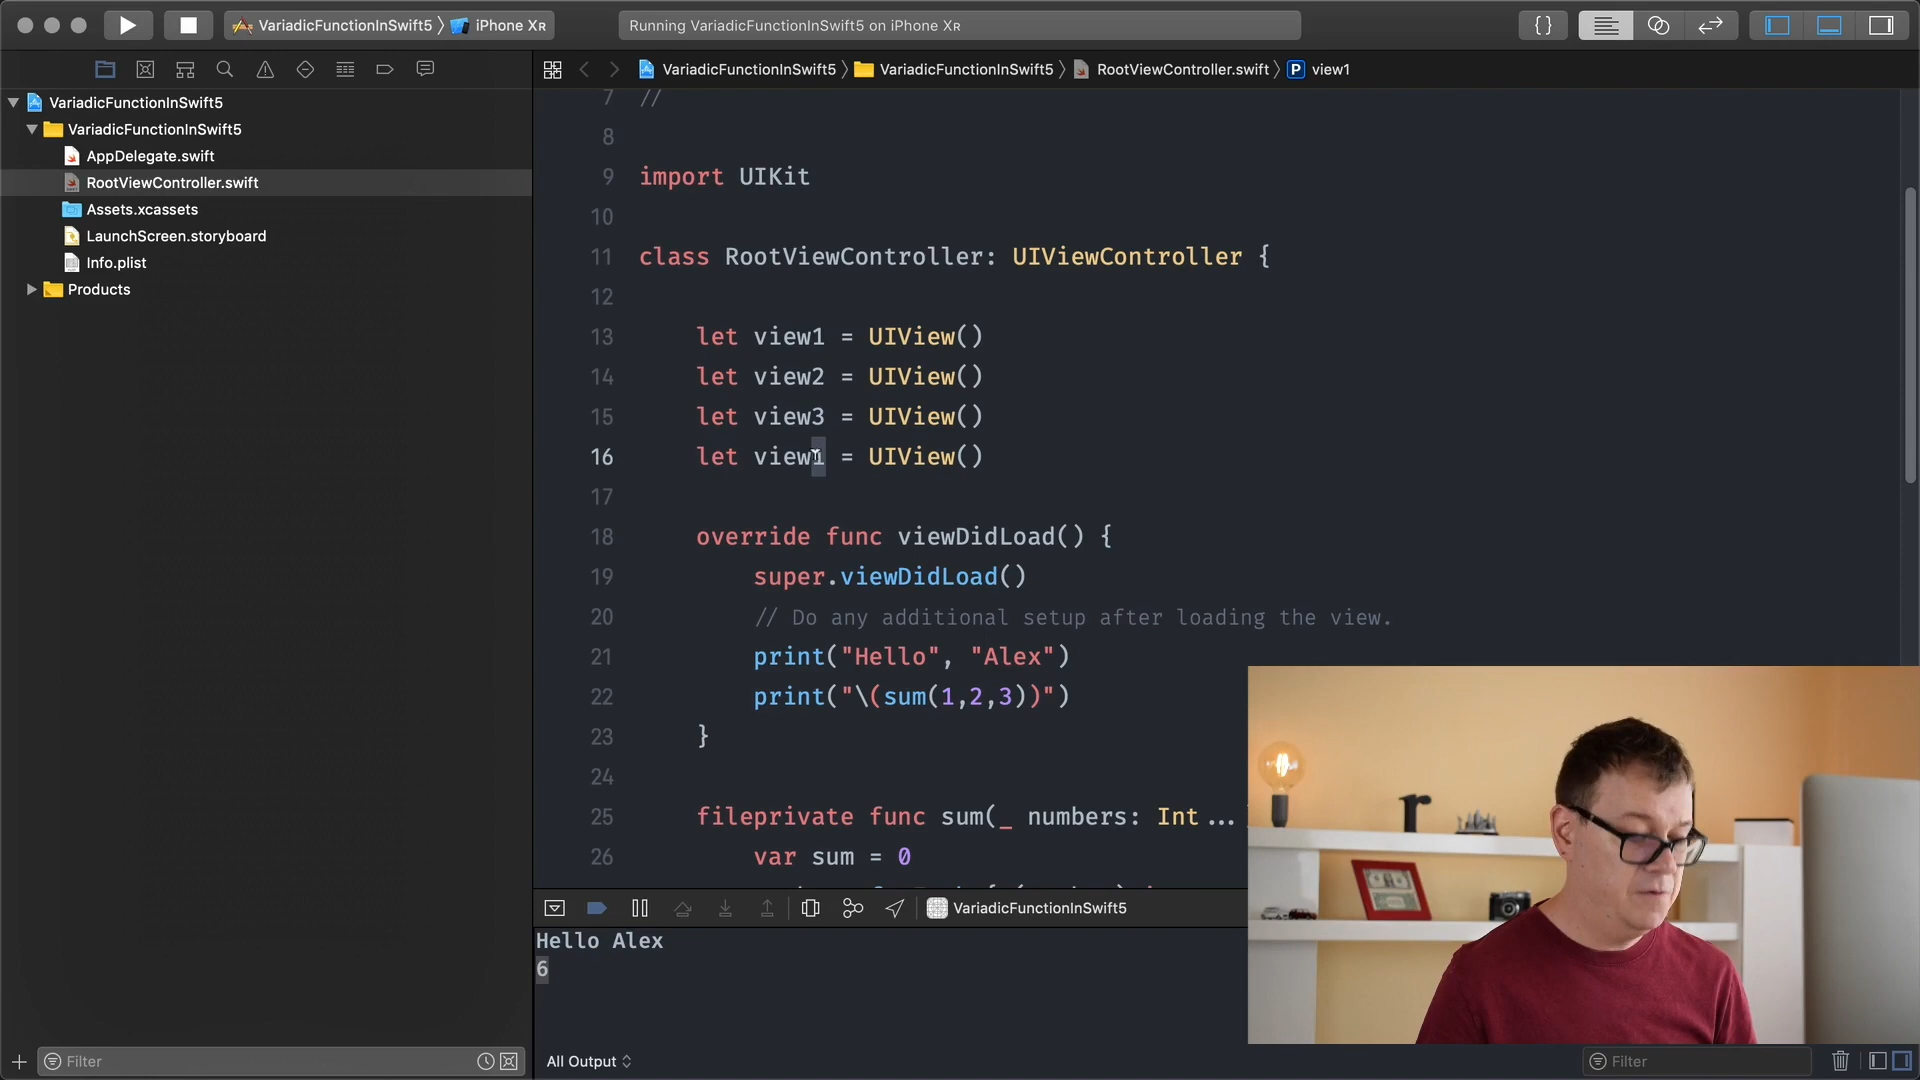 VariadicFunctionInSwift5 〉 iPhone XR
Running VariadicFunctionInSwift5 on iPhone XR
{ }
VariadicFunctionInSwift5 〉 VariadicFunctionInSwift5 〉 RootViewController.swift 〉 P view1
VariadicFunctionInSwift5
VariadicFunctionInSwift5
AppDelegate.swift
RootViewController.swift
Assets.xcassets
LaunchScreen.storyboard
Info.plist
Products
7 //
8
9 import UIKit
10
11 class RootViewController: UIViewController {
12
13 let view1 = UIView()
14 let view2 = UIView()
15 let view3 = UIView()
16 let view1 = UIView()
17
18 override func viewDidLoad() {
19 super.viewDidLoad()
20 // Do any additional setup after loading the view.
21 print("Hello", "Alex")
22 print("\(sum(1,2,3))")
23 }
24
25 fileprivate func sum(_ numbers: Int...
26 var sum = 0
VariadicFunctionInSwift5
Hello Alex
6
Filter
All Output
Filter